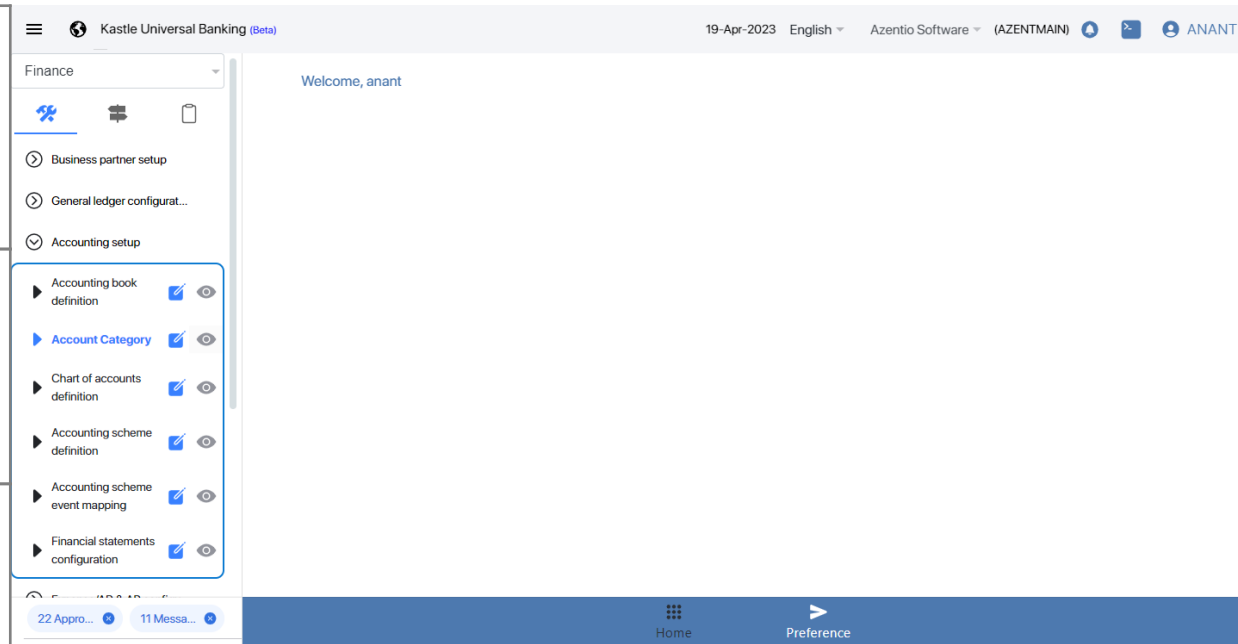 Kastle Universal Banking (Beta)
19-Apr-2023 English Azentio Software (AZENTMAIN) ANANT
Finance
Welcome, anant
Business partner setup
General ledger configurat...
Accounting setup
Accounting book
definition
Account Category
Chart of accounts
definition
Accounting scheme
definition
Accounting scheme
event mapping
Financial statements
configuration
22 Appro... 11 Messa...
Home Preference